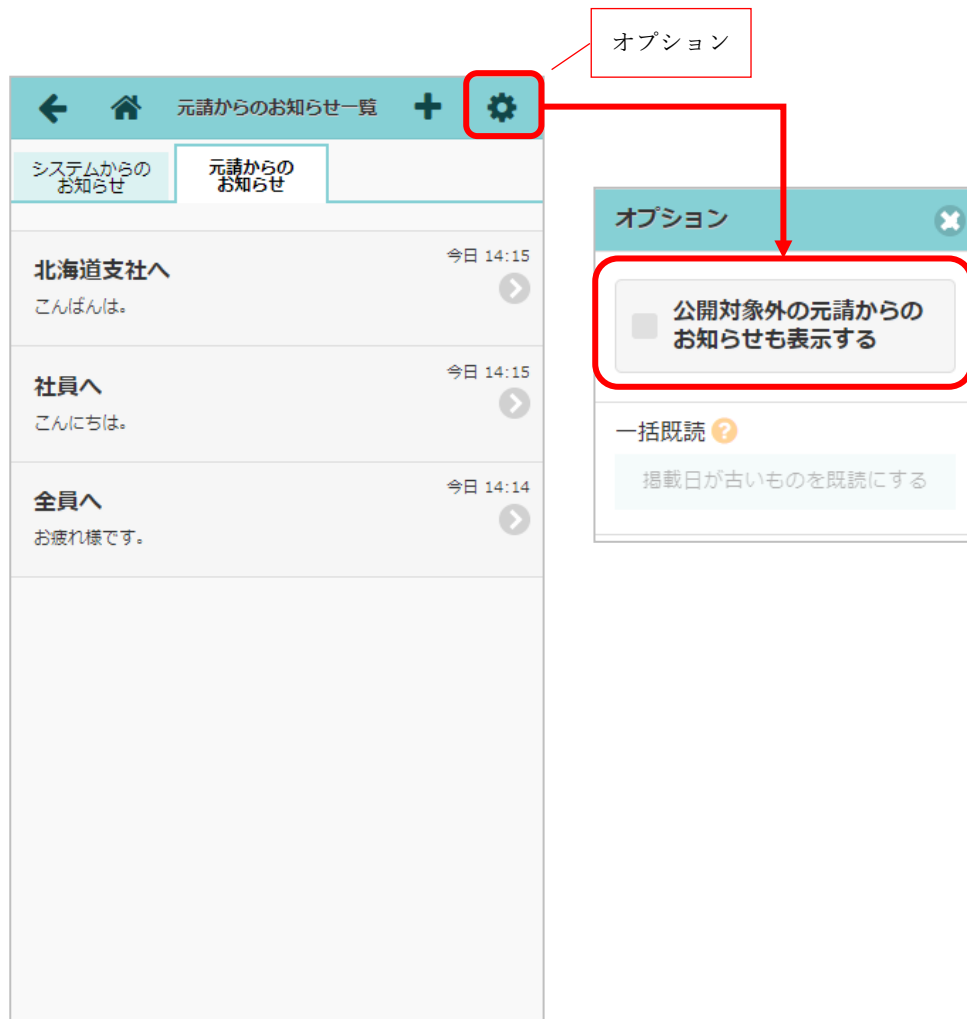 オプション
元請からのお知らせ一覧
システムからの
お知らせ
元請からの
お知らせ
北海道支社へ
今日 14:15
こんばんは。
社員へ
今日 14:15
こんにちは。
全員へ
今日 14:14
お疲れ様です。
オプション
公開対象外の元請からの
お知らせも表示する
一括既読 ?
掲載日が古いものを既読にする